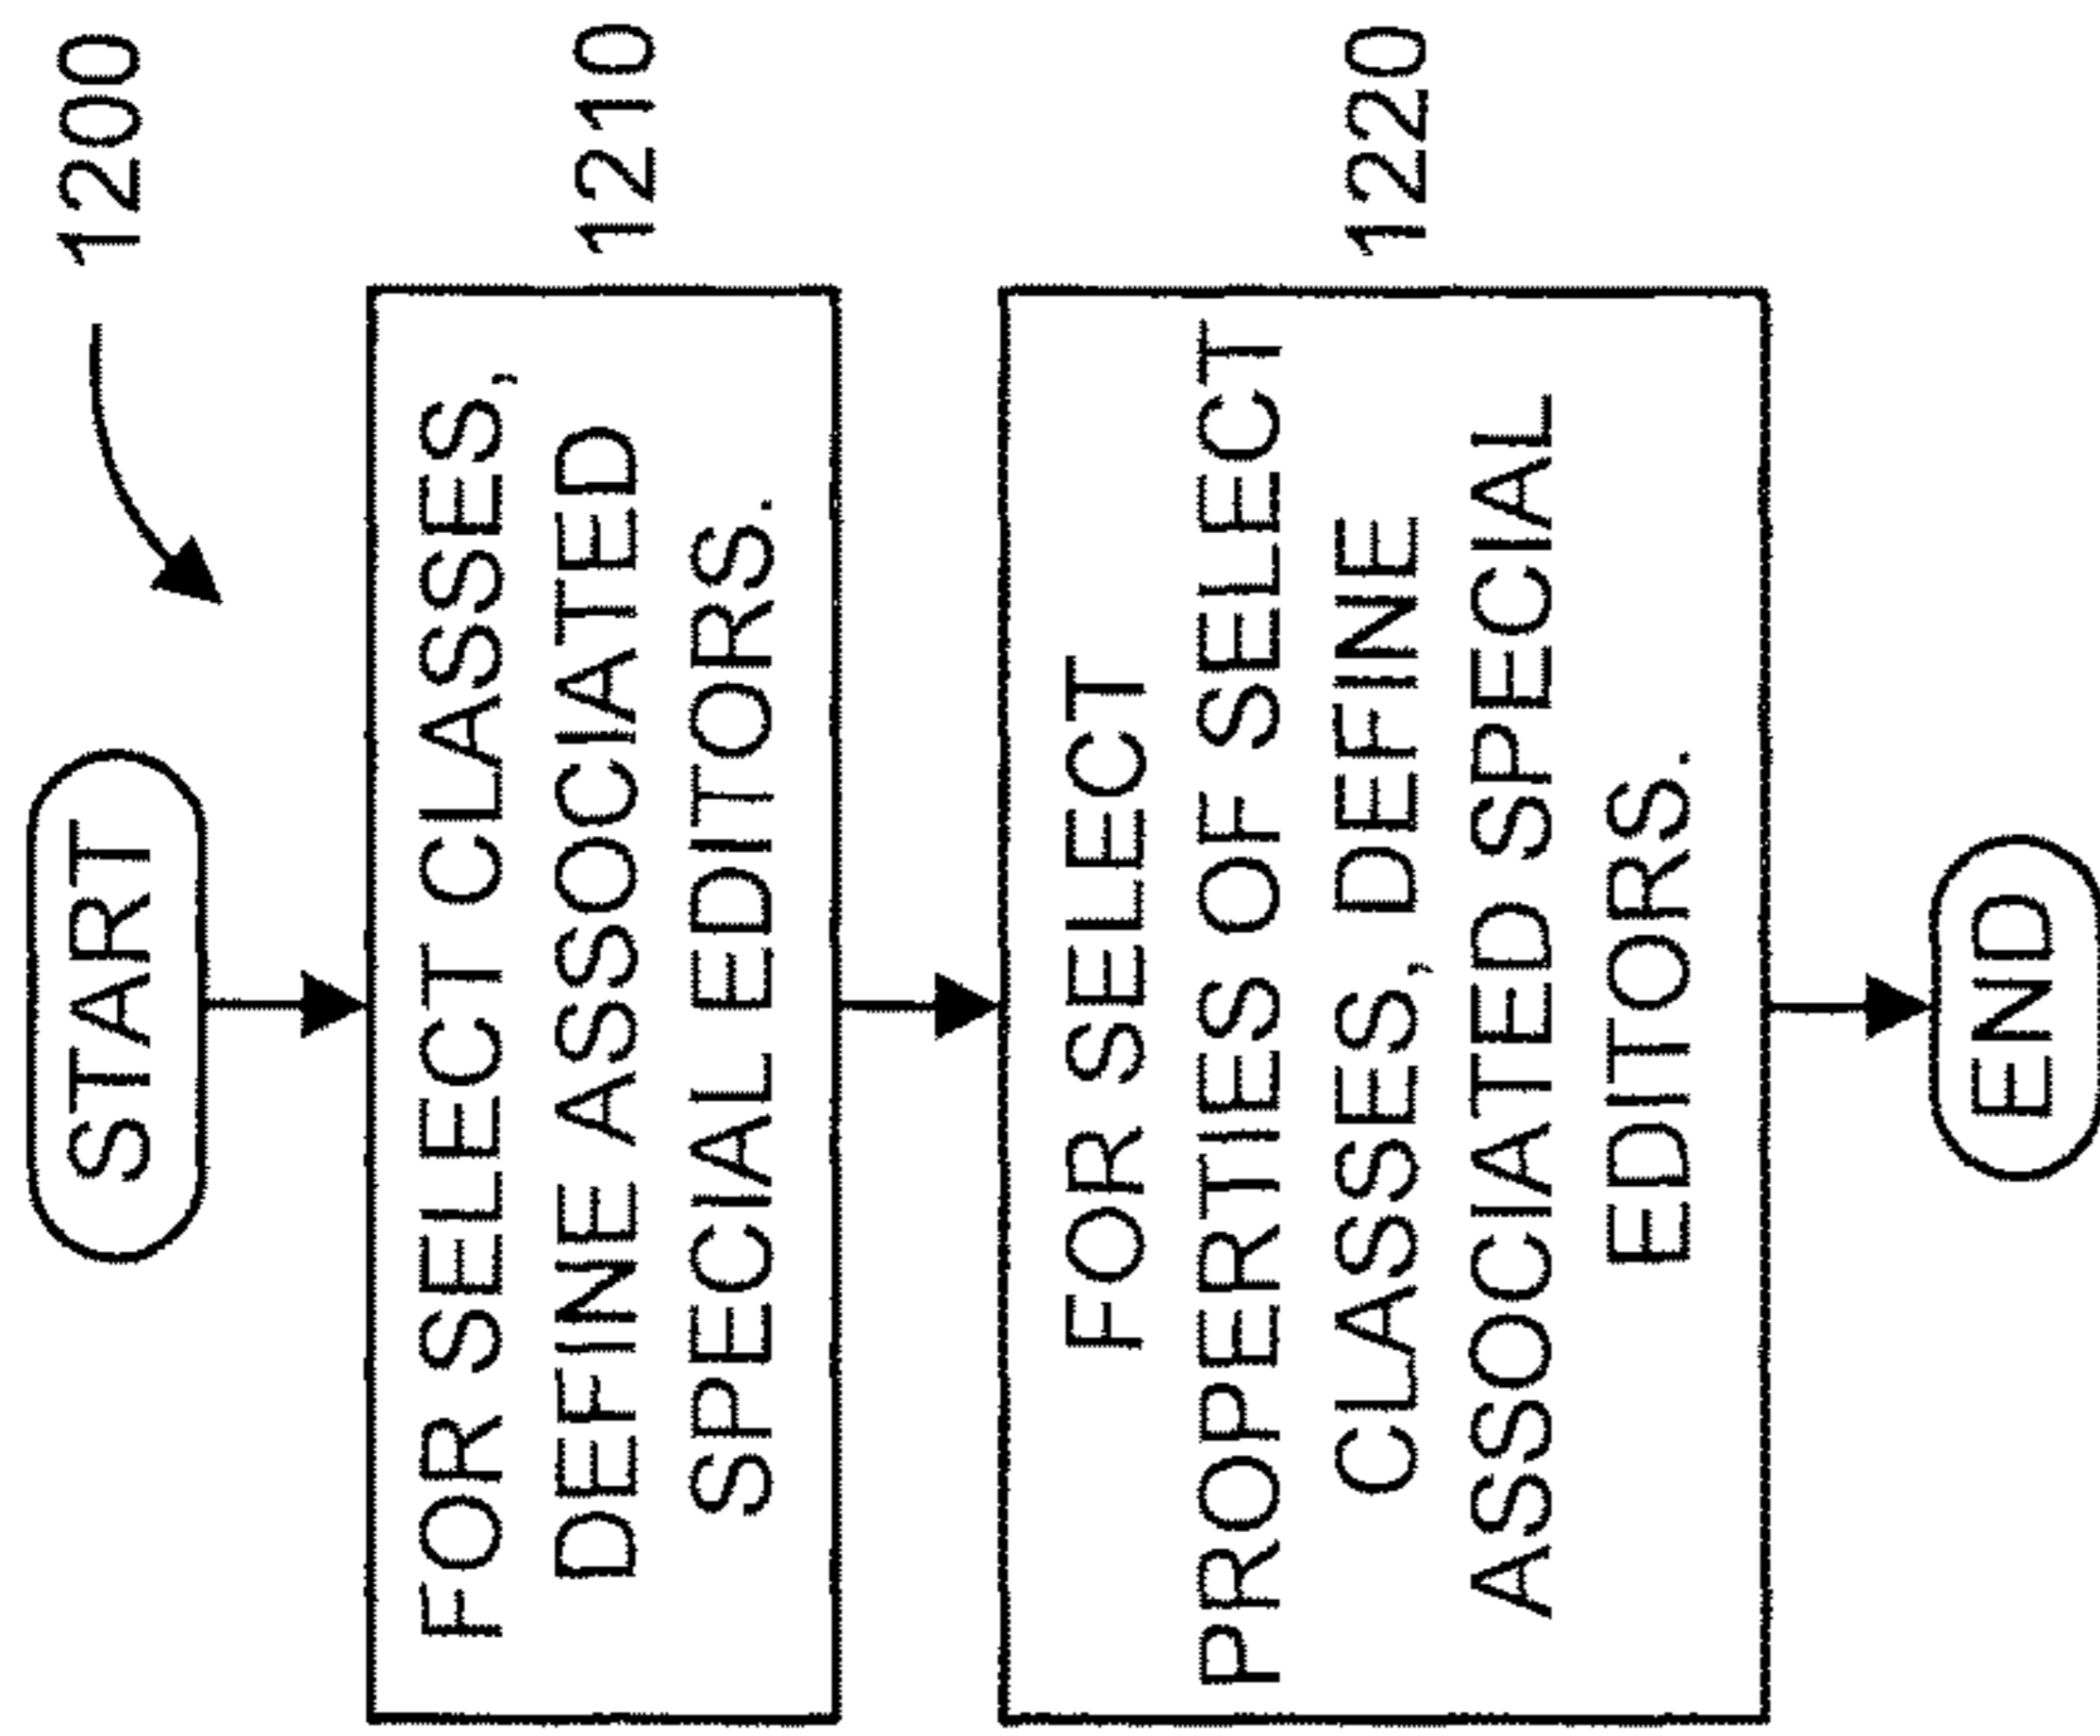 1200
START
FOR SELECT CLASSES,
DEFINE ASSOCIATED
SPECIAL EDITORS.
1210
FOR SELECT
PROPERTIES OF SELECT
CLASSES, DEFINE
ASSOCIATED SPECIAL
EDITORS.
1220
END